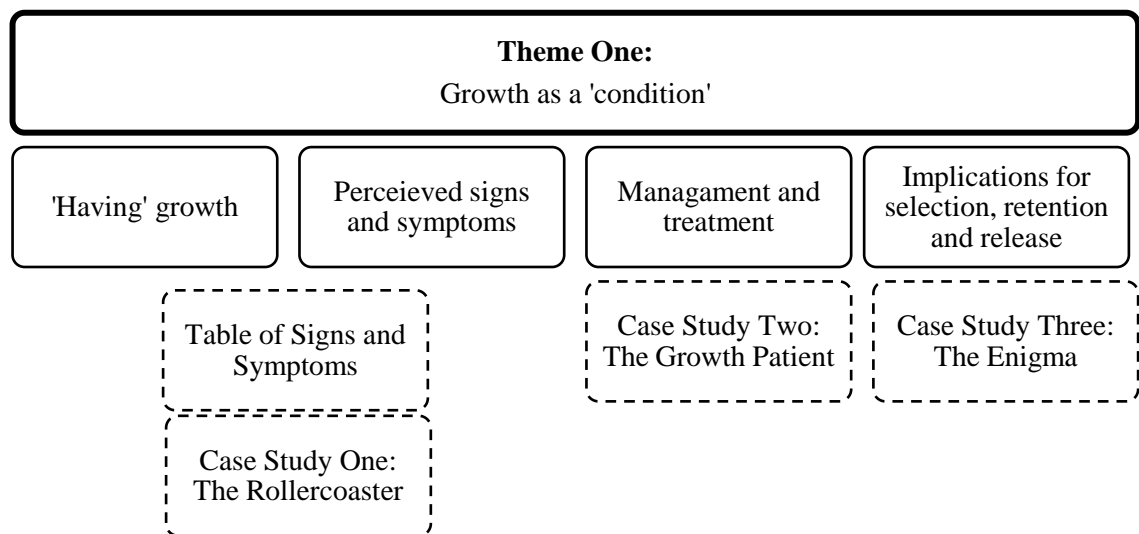 Theme One:
Growth as a 'condition'
'Having' growth
Perceieved signs
and symptoms
Managament and
treatment
Implications for
selection, retention
and release
Table of Signs and
Symptoms
Case Study One:
The Rollercoaster
Case Study Two:
The Growth Patient
Case Study Three:
The Enigma